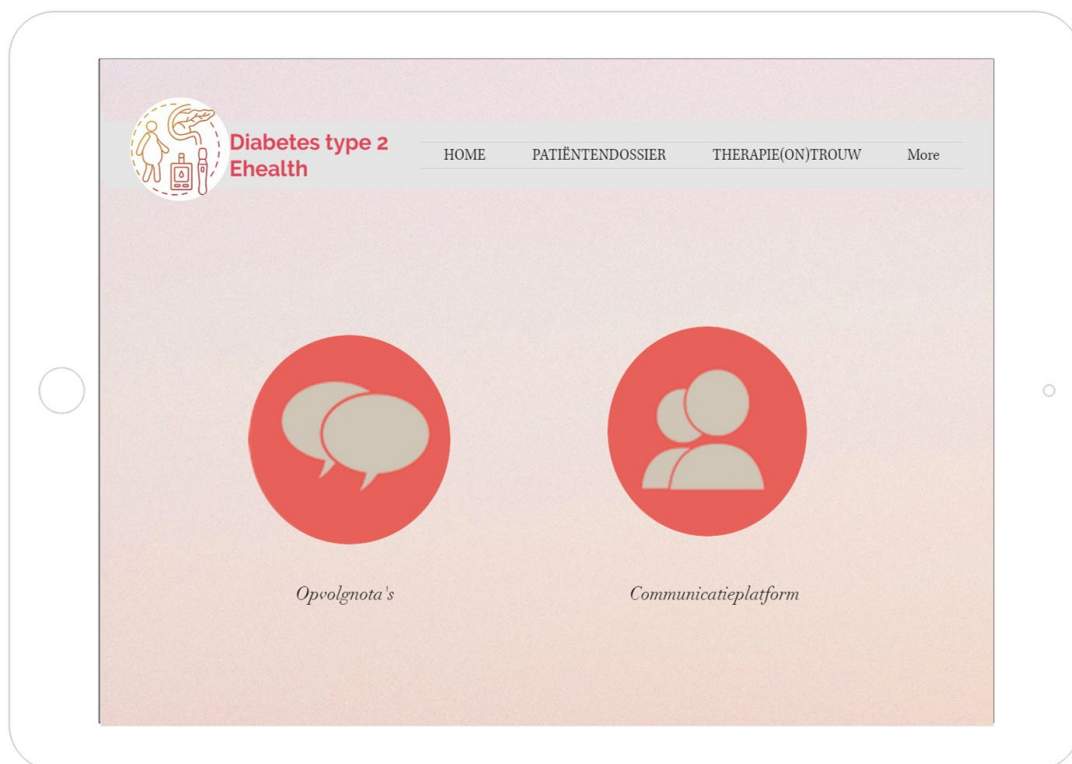 Diabetes type 2
Ehealth
HOME PATIËNTENDOSSIER THERAPIE(ON)TROUW More
Opvolgnota's Communicatieplatform